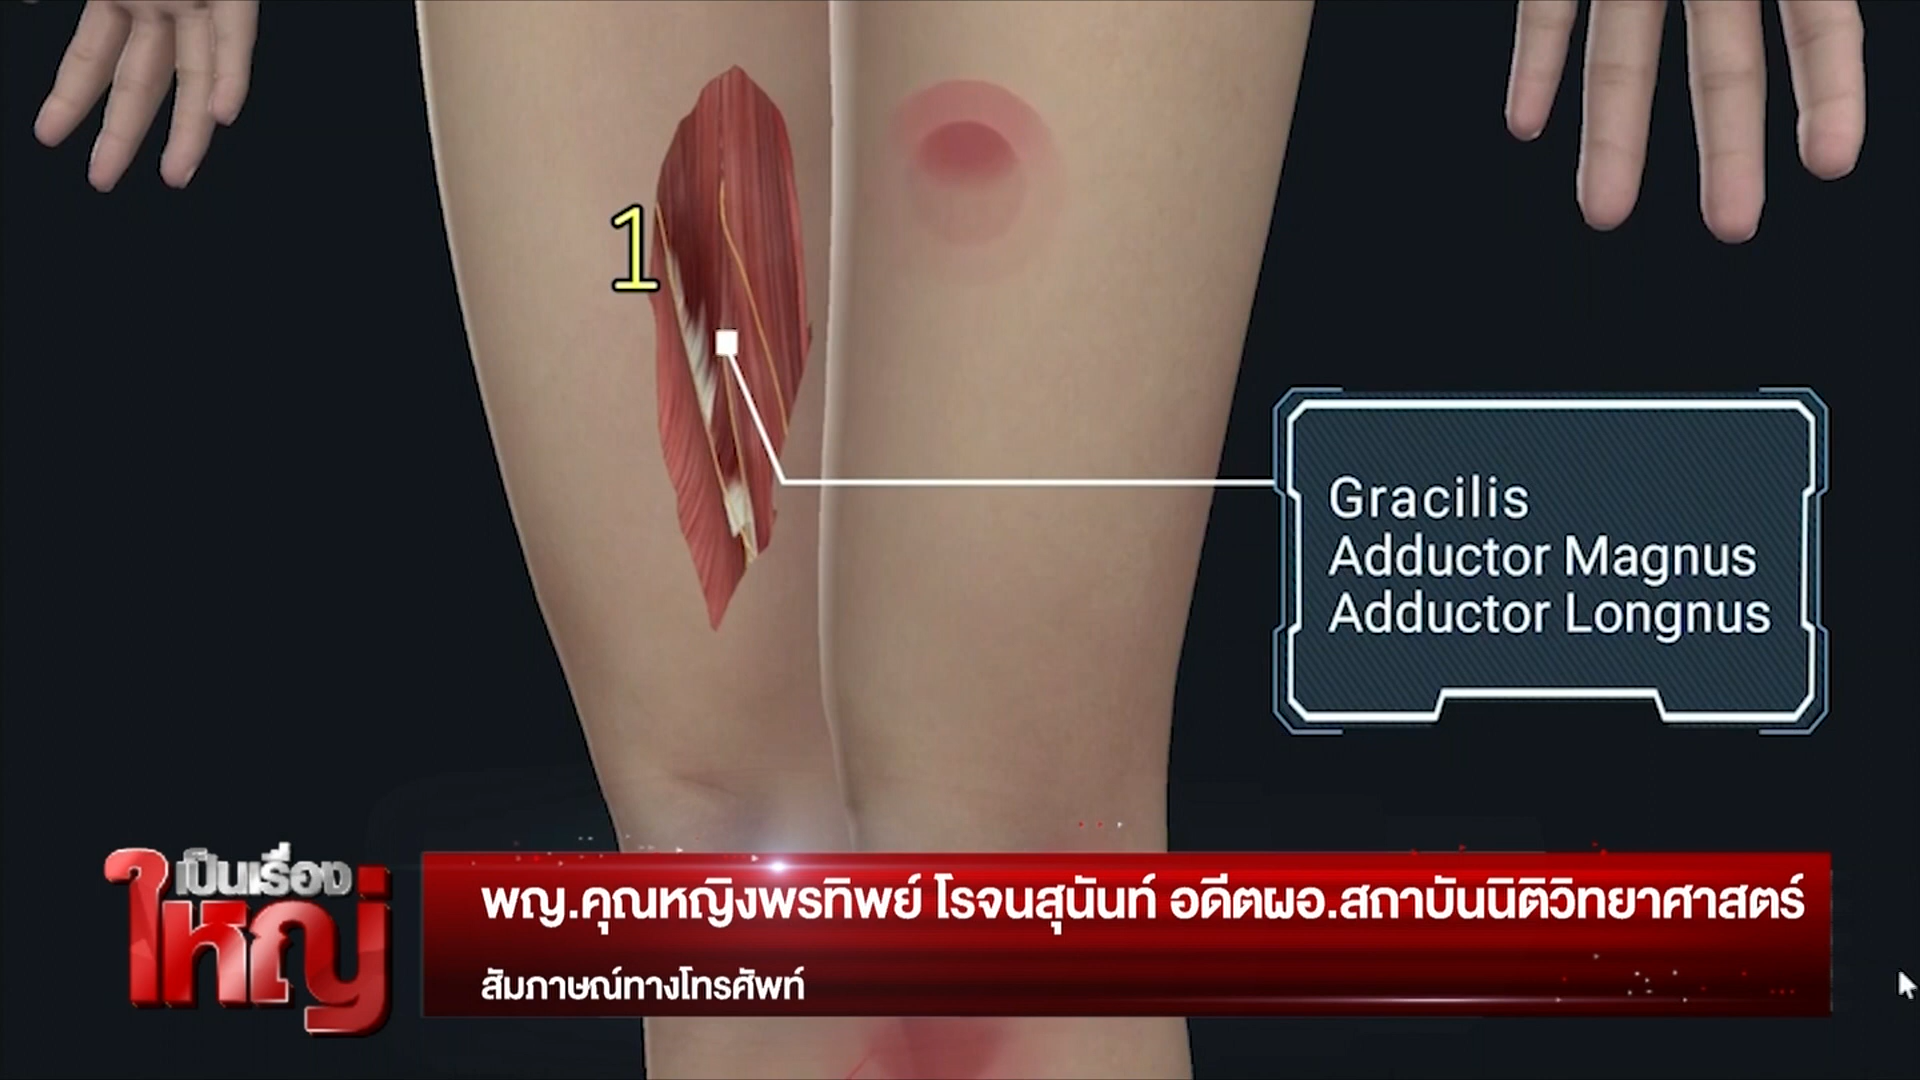 1
Gracilis
Adductor Magnus
Adductor Longnus
เป็นเรื่อง
ใหญ่
พญ.คุณหญิงพรทิพย์ โรจนสุนันท์ อดีตผอ.สถาบันนิติวิทยาศาสตร์
สัมภาษณ์ทางโทรศัพท์